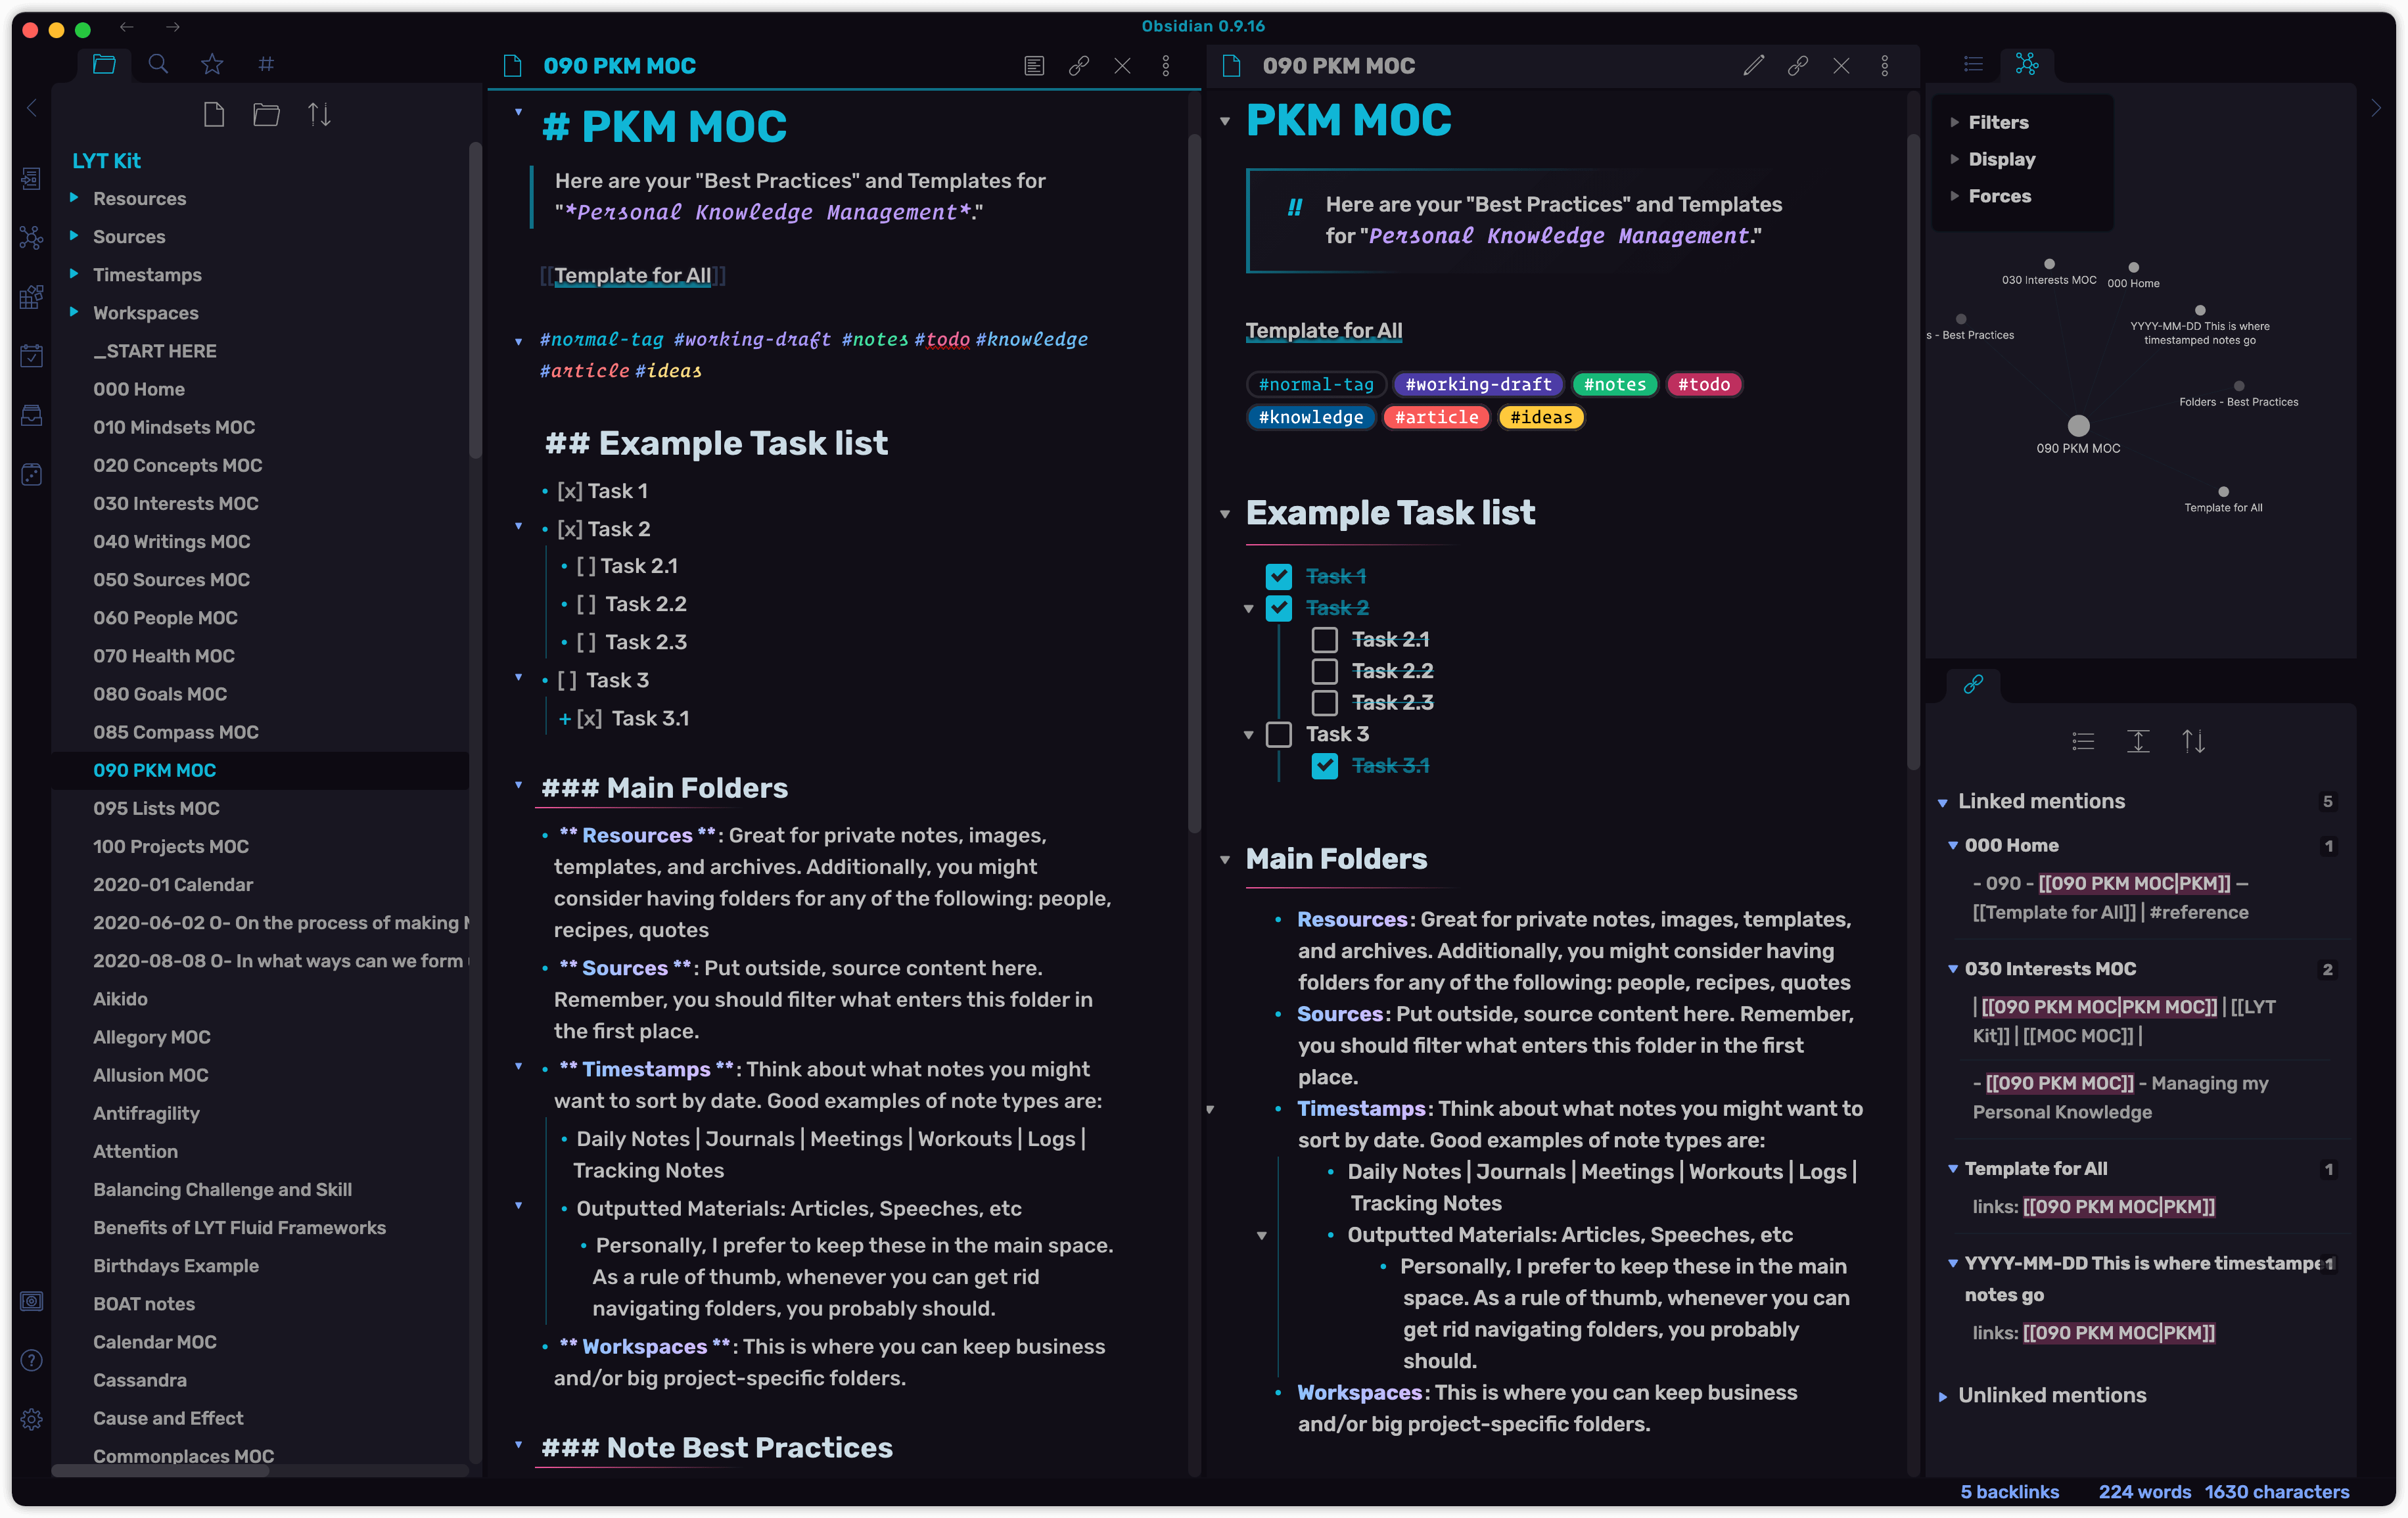 Obsidian 0.9.16
LYT Kit
Resources
Sources
Timestamps
Workspaces
_START HERE
000 Home
010 Mindsets MOC
020 Concepts MOC
030 Interests MOC
040 Writings MOC
050 Sources MOC
060 People MOC
070 Health MOC
080 Goals MOC
085 Compass MOC
090 PKM MOC
095 Lists MOC
100 Projects MOC
2020-01 Calendar
2020-06-02 O- On the process of making
2020-08-08 O- In what ways can we form
Aikido
Allegory MOC
Allusion MOC
Antifragility
Attention
Balancing Challenge and Skill
Benefits of LYT Fluid Frameworks
Birthdays Example
BOAT notes
Calendar MOC
Cassandra
Cause and Effect
Commonplaces MOC
090 PKM MOC
# PKM MOC
Here are your "Best Practices" and Templates for
"*Personal Knowledge Management*."
[[Template for All]]
#normal-tag #working-draft #notes #todo #knowledge
#article #ideas
## Example Task list
[x] Task 1
[x] Task 2
[ ] Task 2.1
[ ] Task 2.2
[ ] Task 2.3
[ ] Task 3
+ [x] Task 3.1
### Main Folders
** Resources **: Great for private notes, images,
templates, and archives. Additionally, you might
consider having folders for any of the following: people,
recipes, quotes
** Sources **: Put outside, source content here.
Remember, you should filter what enters this folder in
the first place.
** Timestamps **: Think about what notes you might
want to sort by date. Good examples of note types are:
Daily Notes | Journals | Meetings | Workouts | Logs |
Tracking Notes
Outputted Materials: Articles, Speeches, etc
Personally, I prefer to keep these in the main space.
As a rule of thumb, whenever you can get rid
navigating folders, you probably should.
** Workspaces **: This is where you can keep business
and/or big project-specific folders.
### Note Best Practices
090 PKM MOC
PKM MOC
Here are your "Best Practices" and Templates
for "Personal Knowledge Management."
Template for All
#normal-tag #working-draft #notes #todo
#knowledge #article #ideas
Example Task list
Task 1
Task 2
Task 2.1
Task 2.2
Task 2.3
Task 3
Task 3.1
Main Folders
Resources: Great for private notes, images, templates,
and archives. Additionally, you might consider having
folders for any of the following: people, recipes, quotes
Sources: Put outside, source content here. Remember,
you should filter what enters this folder in the first
place.
Timestamps: Think about what notes you might want to
sort by date. Good examples of note types are:
Daily Notes | Journals | Meetings | Workouts | Logs |
Tracking Notes
Outputted Materials: Articles, Speeches, etc
Personally, I prefer to keep these in the main
space. As a rule of thumb, whenever you can
get rid navigating folders, you probably
should.
Workspaces: This is where you can keep business
and/or big project-specific folders.
Filters
Display
Forces
030 Interests MOC
000 Home
s - Best Practices
YYYY-MM-DD This is where
timestamped notes go
Folders - Best Practices
090 PKM MOC
Template for All
Linked mentions 5
000 Home 1
- 090 - [[090 PKM MOC|PKM]] —
[[Template for All]] | #reference
030 Interests MOC 2
| [[090 PKM MOC|PKM MOC]] | [[LYT
Kit]] | [[MOC MOC]] |
- [[090 PKM MOC]] - Managing my
Personal Knowledge
Template for All 1
links: [[090 PKM MOC|PKM]]
YYYY-MM-DD This is where timestampe 1
notes go
links: [[090 PKM MOC|PKM]]
Unlinked mentions
5 backlinks 224 words 1630 characters